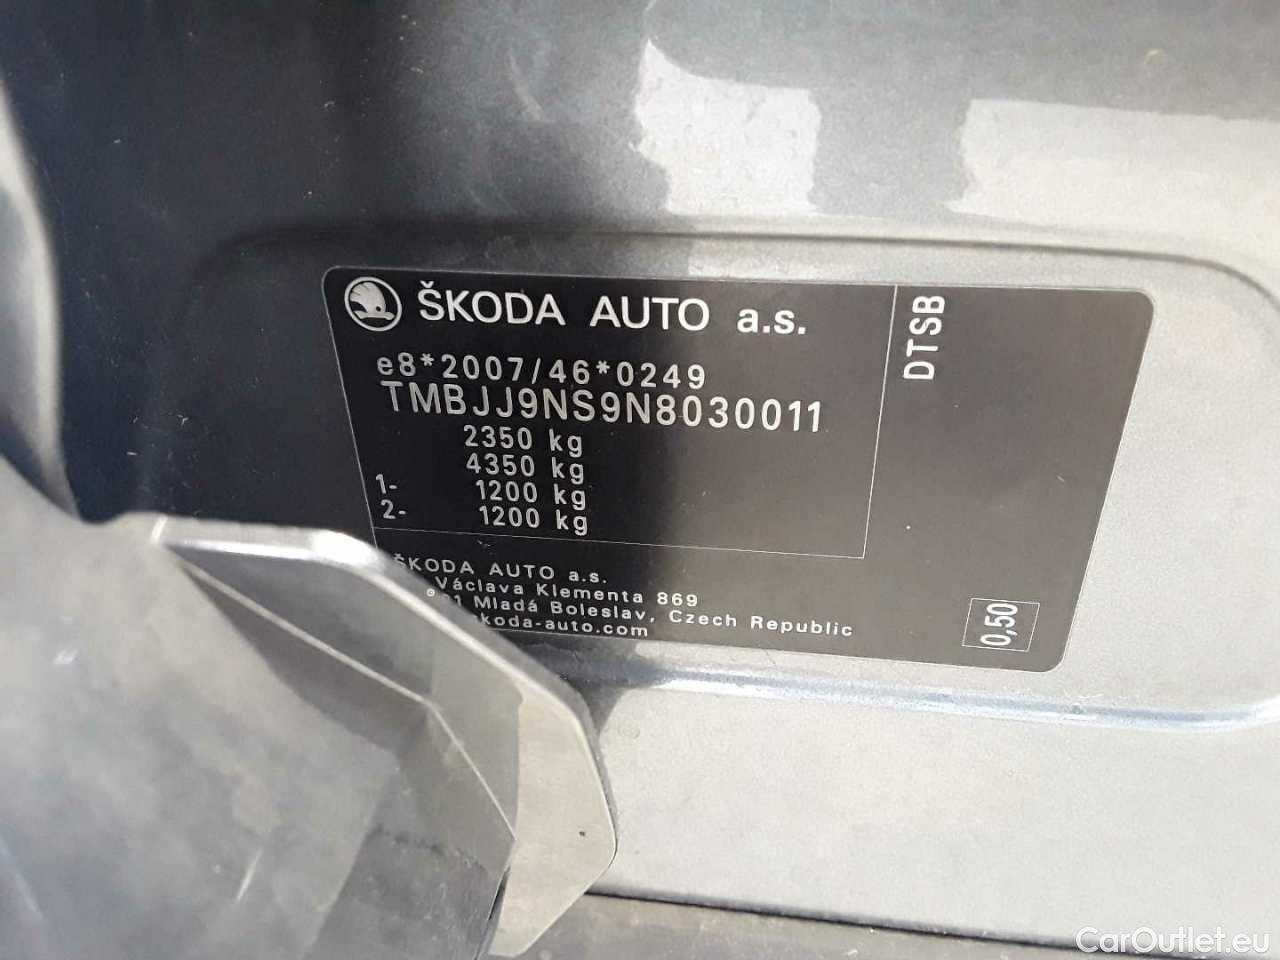 ŠKODA AUTO a.s.
e8*2007/46*0249
TMBJJ9NS9N8030011
2350 kg
4350 kg
1- 1200 kg
2- 1200 kg
DTSB
ŠKODA AUTO a.s.
Václava Klementa 869
Mladá Boleslav, Czech Republic
skoda-auto.com
0,50
CarOutlet.eu